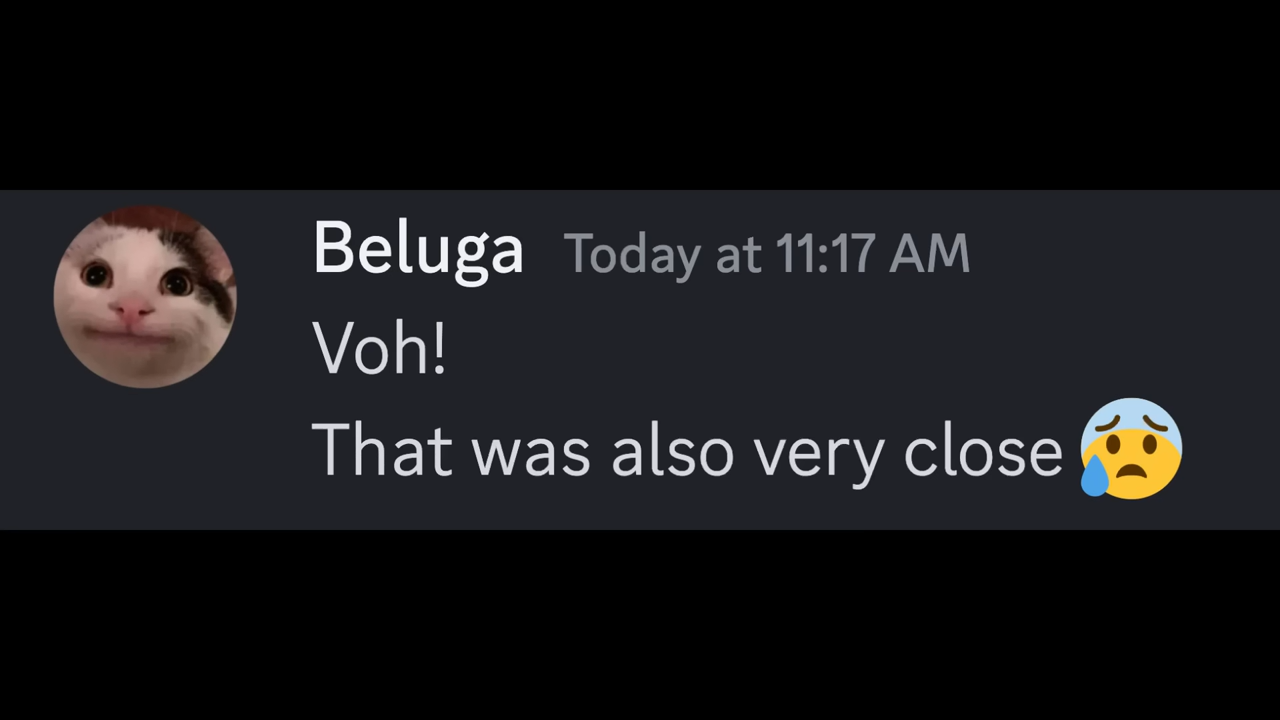 Beluga Today at 11:17 AM
Voh!
That was also very close 😰